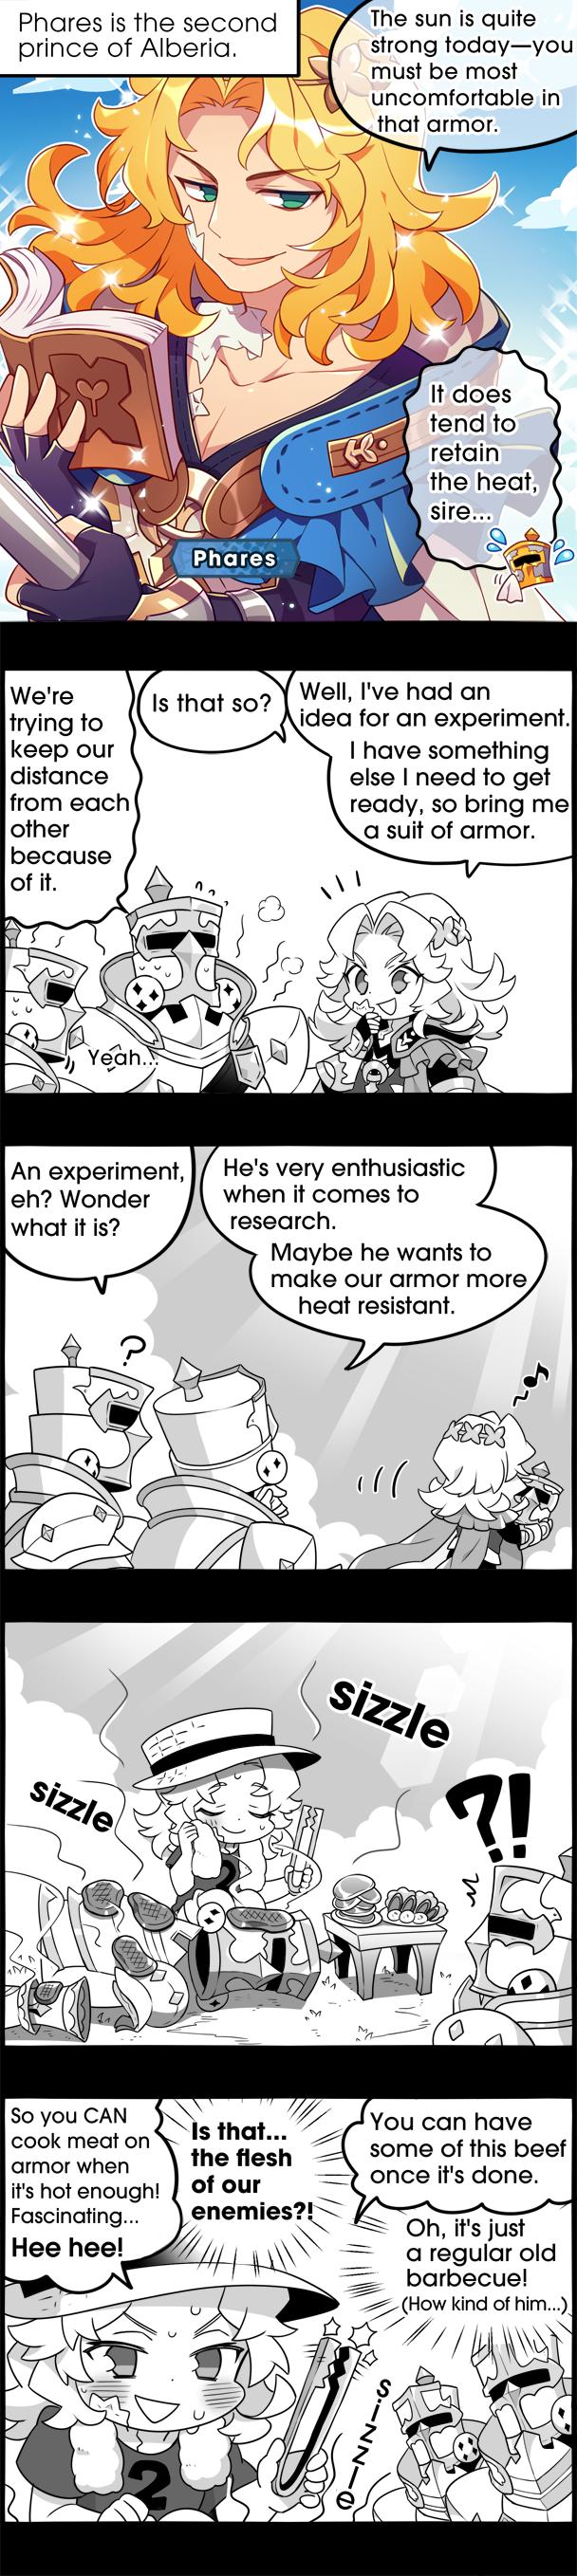 Phares is the second
prince of Alberia.
The sun is quite
strong today—you
must be most
uncomfortable in
that armor.
It does
tend to
retain
the heat,
sire...
Phares
We're
trying to
keep our
distance
from each
other
because
of it.
Is that so?
Well, I've had an
idea for an experiment.
I have something
else I need to get
ready, so bring me
a suit of armor.
Yeah...
An experiment,
eh? Wonder
what it is?
He's very enthusiastic
when it comes to
research.
Maybe he wants to
make our armor more
heat resistant.
?
sizzle
sizzle
?!
2
So you CAN
cook meat on
armor when
it's hot enough!
Fascinating...
Hee hee!
Is that...
the flesh
of our
enemies?!
You can have
some of this beef
once it's done.
Oh, it's just
a regular old
barbecue!
(How kind of him...)
sizzle
2